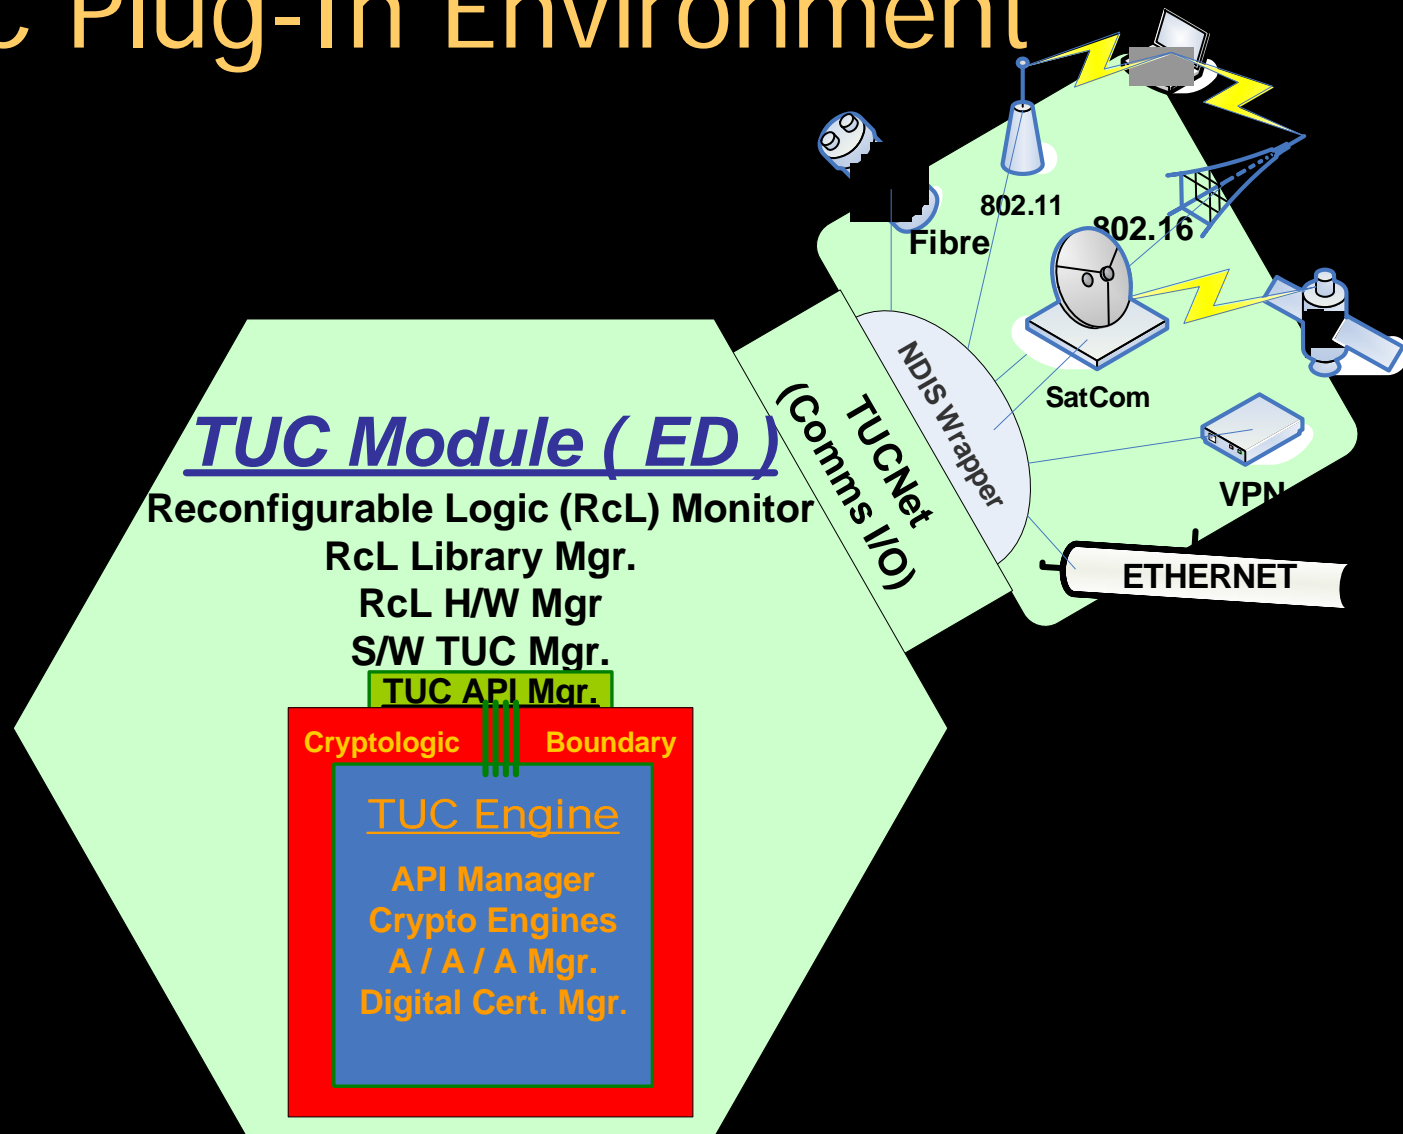 C Plug-In Environment
802.11
802.16
Fibre
NDIS Wrapper
SatCom
TUCNet
(Comms I/O)
VPN
ETHERNET
TUC Module ( ED )
Reconfigurable Logic (RcL) Monitor
RcL Library Mgr.
RcL H/W Mgr
S/W TUC Mgr.
TUC API Mgr.
Cryptologic Boundary
TUC Engine
API Manager
Crypto Engines
A / A / A Mgr.
Digital Cert. Mgr.